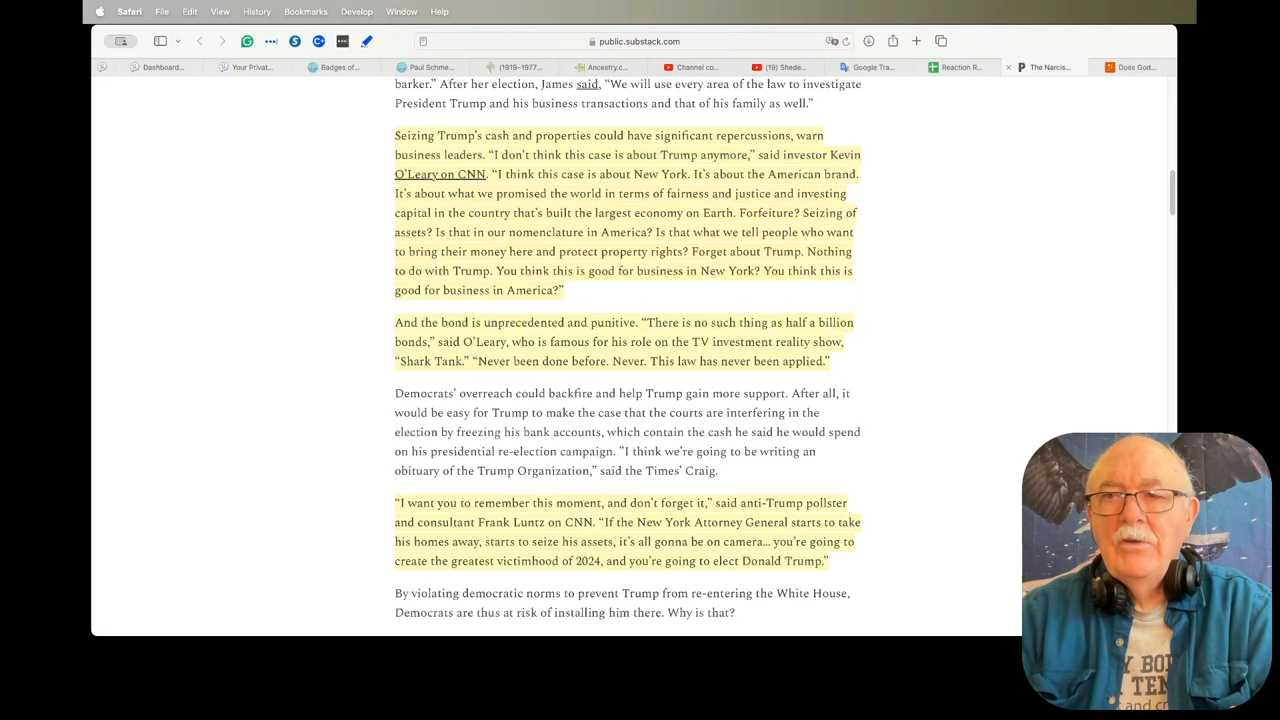 Safari File Edit View History Bookmarks Develop Window Help
public.substack.com
Dashboard... Your Privat... Badges of... Paul Schme... (1919–1977... Ancestry.c... Channel co... (19) Shede... Google Tra... Reaction R... The Narcis... Does God...
barker.” After her election, James said, “We will use every area of the law to investigate
President Trump and his business transactions and that of his family as well.”
Seizing Trump’s cash and properties could have significant repercussions, warn
business leaders. “I don’t think this case is about Trump anymore,” said investor Kevin
O’Leary on CNN. “I think this case is about New York. It’s about the American brand.
It’s about what we promised the world in terms of fairness and justice and investing
capital in the country that’s built the largest economy on Earth. Forfeiture? Seizing of
assets? Is that in our nomenclature in America? Is that what we tell people who want
to bring their money here and protect property rights? Forget about Trump. Nothing
to do with Trump. You think this is good for business in New York? You think this is
good for business in America?”
And the bond is unprecedented and punitive. “There is no such thing as half a billion
bonds,” said O’Leary, who is famous for his role on the TV investment reality show,
“Shark Tank.” “Never been done before. Never. This law has never been applied.”
Democrats’ overreach could backfire and help Trump gain more support. After all, it
would be easy for Trump to make the case that the courts are interfering in the
election by freezing his bank accounts, which contain the cash he said he would spend
on his presidential re-election campaign. ”I think we’re going to be writing an
obituary of the Trump Organization,” said the Times’ Craig.
“I want you to remember this moment, and don’t forget it,” said anti-Trump pollster
and consultant Frank Luntz on CNN. “If the New York Attorney General starts to take
his homes away, starts to seize his assets, it’s all gonna be on camera… you’re going to
create the greatest victimhood of 2024, and you’re going to elect Donald Trump.”
By violating democratic norms to prevent Trump from re-entering the White House,
Democrats are thus at risk of installing him there. Why is that?